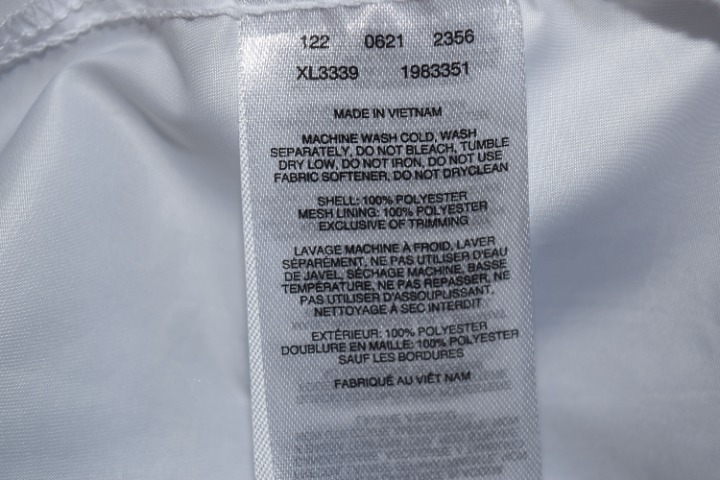 122 0621 2356
XL3339 1983351
MADE IN VIETNAM
MACHINE WASH COLD, WASH
SEPARATELY, DO NOT BLEACH, TUMBLE
DRY LOW, DO NOT IRON, DO NOT USE
FABRIC SOFTENER, DO NOT DRYCLEAN
SHELL: 100% POLYESTER
MESH LINING: 100% POLYESTER
EXCLUSIVE OF TRIMMING
LAVAGE MACHINE À FROID, LAVER
SÉPARÉMENT, NE PAS UTILISER D'EAU
DE JAVEL, SÉCHAGE MACHINE, BASSE
TEMPÉRATURE, NE PAS REPASSER, NE
PAS UTILISER D'ASSOUPLISSANT,
NETTOYAGE À SEC INTERDIT
EXTÉRIEUR: 100% POLYESTER
DOUBLURE EN MAILLE: 100% POLYESTER
SAUF LES BORDURES
FABRIQUÉ AU VIÊT NAM